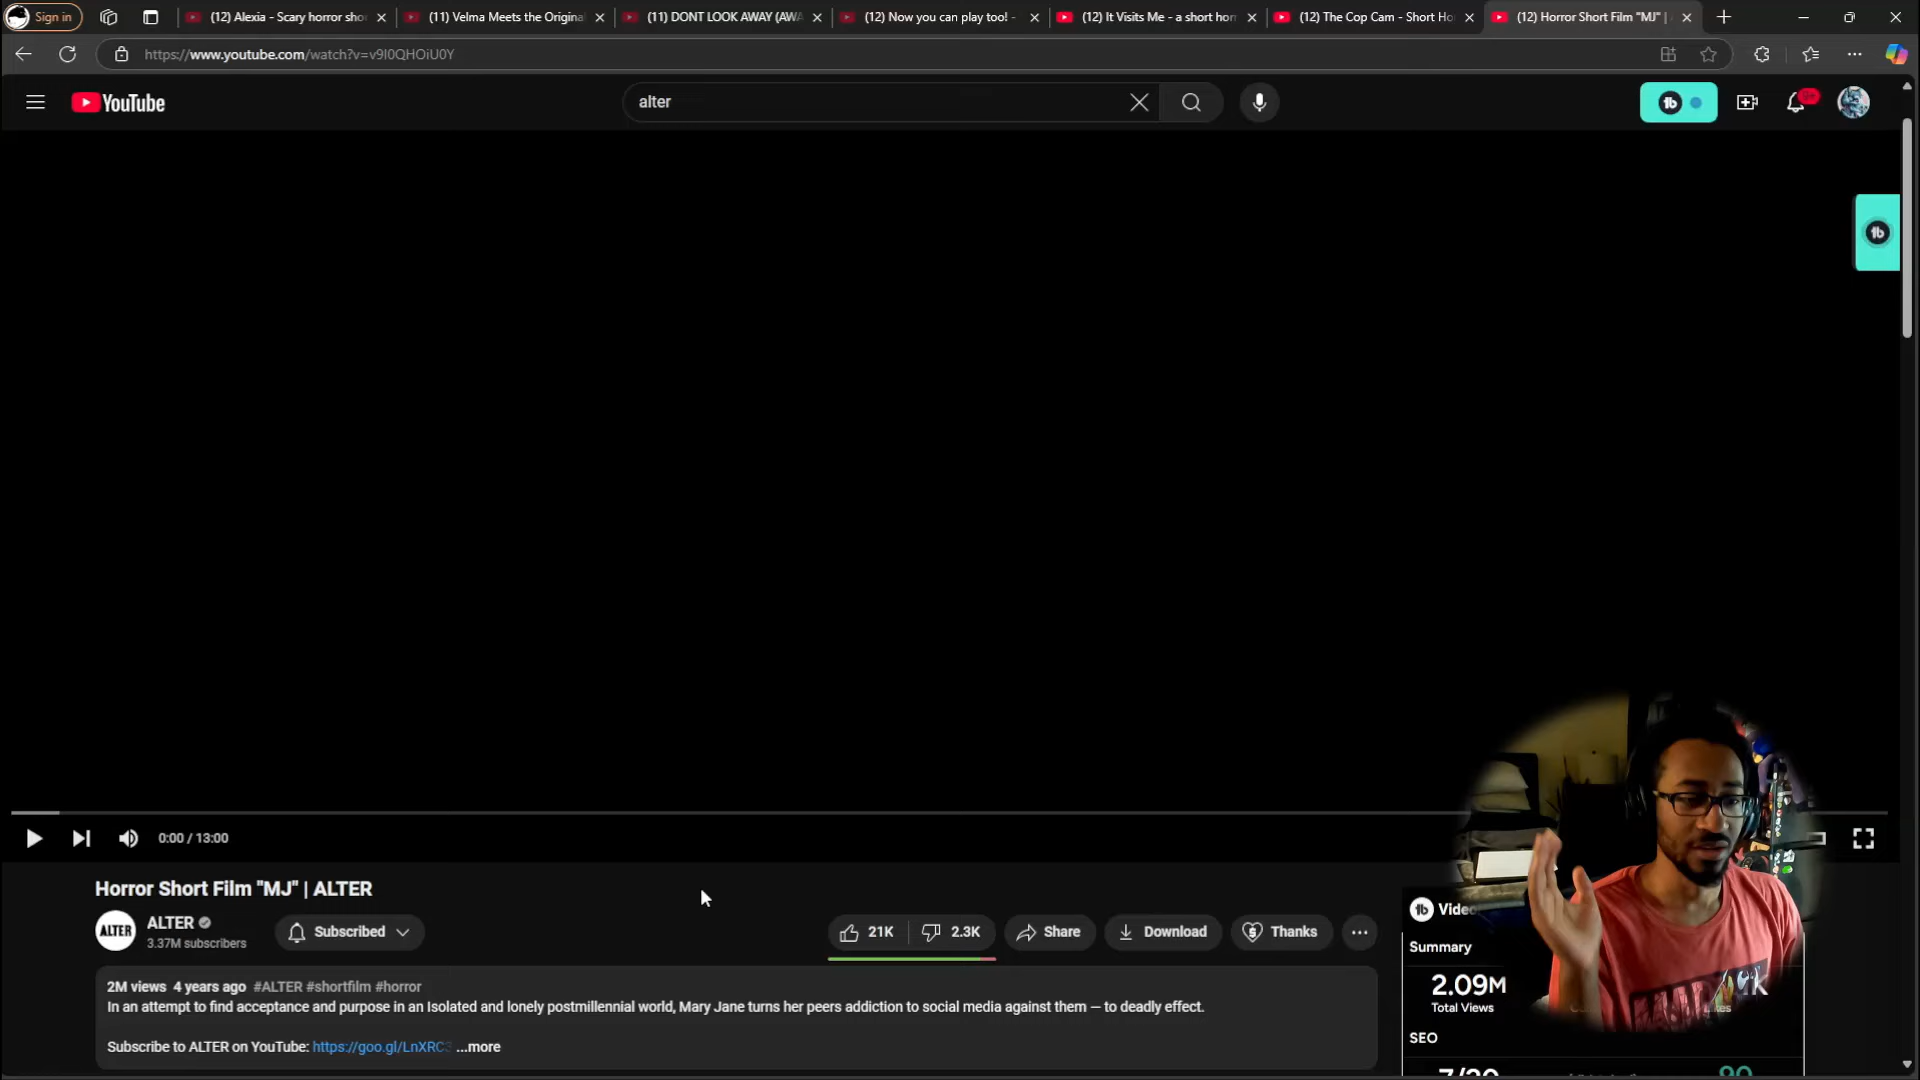 Sign in
(12) Alexia - Scary horror sho
(11) Velma Meets the Origina
(11) DONT LOOK AWAY (AW
(12) Now you can play too! -
(12) It Visits Me - a short hor
(12) The Cop Cam - Short Ho
(12) Horror Short Film "MJ" |
https://www.youtube.com/watch?v=v9I0QHOiU0Y
YouTube
alter
0:00 / 13:00
Horror Short Film "MJ" | ALTER
ALTER
ALTER
3.37M subscribers
Subscribed
21K
2.3K
Share
Download
Thanks
2M views 4 years ago #ALTER #shortfilm #horror
In an attempt to find acceptance and purpose in an Isolated and lonely postmillennial world, Mary Jane turns her peers addiction to social media against them — to deadly effect.
Subscribe to ALTER on YouTube: https://goo.gl/LnXRC3 ...more
Vide
Summary
2.09M
Total Views
SEO